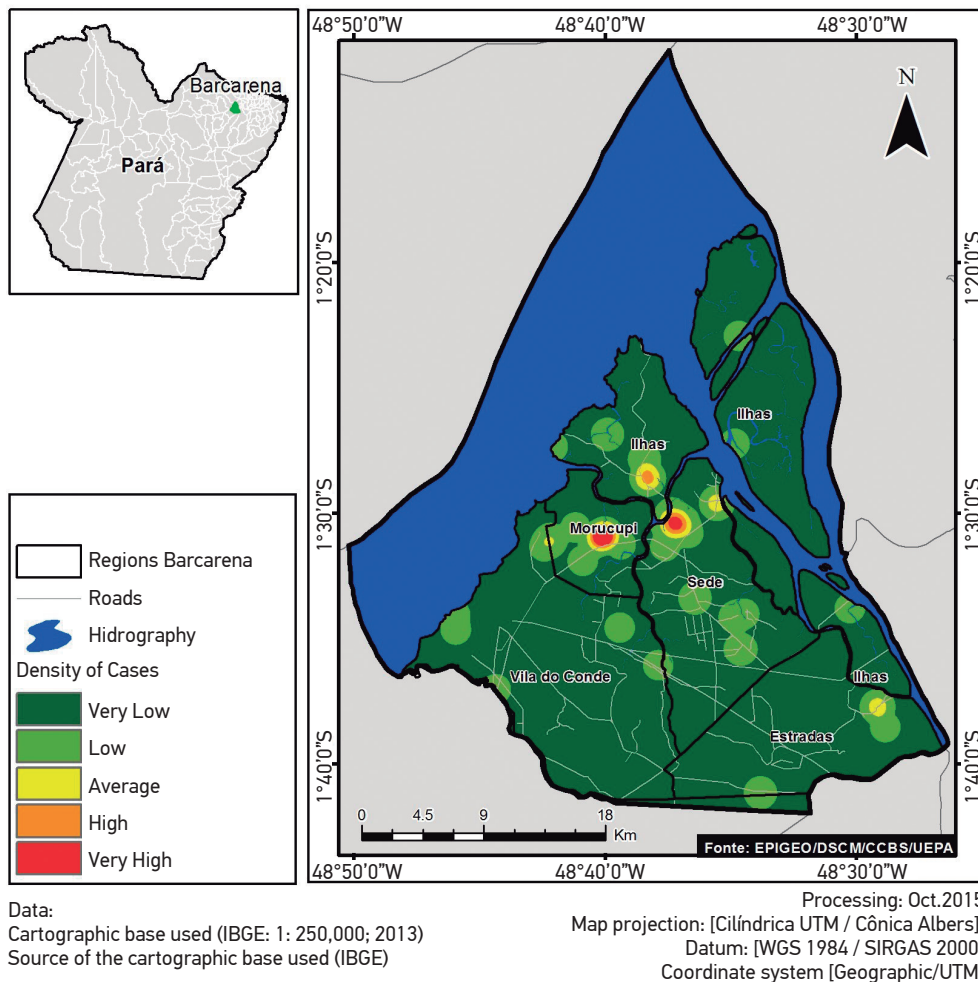 Barcarena
Pará
48°50'0"W
48°40'0"W
48°30'0"W
N
1°20'0"S
1°20'0"S
Ilhas
Ilhas
1°30'0"S
1°30'0"S
Morucupi
Sede
Vila do Conde
Ilhas
Estradas
1°40'0"S
1°40'0"S
0 4.5 9 18
Km
Fonte: EPIGEO/DSCM/CCBS/UEPA
48°50'0"W
48°40'0"W
48°30'0"W
Regions Barcarena
Roads
Hidrography
Density of Cases
Very Low
Low
Average
High
Very High
Data:
Cartographic base used (IBGE: 1: 250,000; 2013)
Source of the cartographic base used (IBGE)
Processing: Oct.2015
Map projection: [Cilíndrica UTM / Cônica Albers]
Datum: [WGS 1984 / SIRGAS 2000
Coordinate system [Geographic/UTM